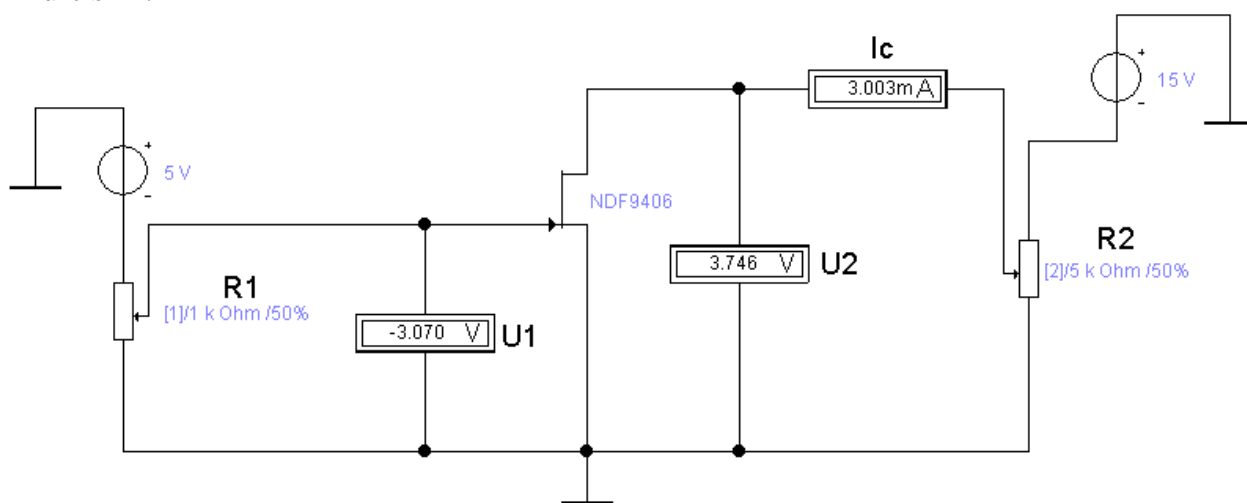 Ic
3.003m A
15 V
5 V
NDF9406
R1
[1]/1 k Ohm /50%
3.746 V
U2
R2
[2]/5 k Ohm /50%
-3.070 V
U1